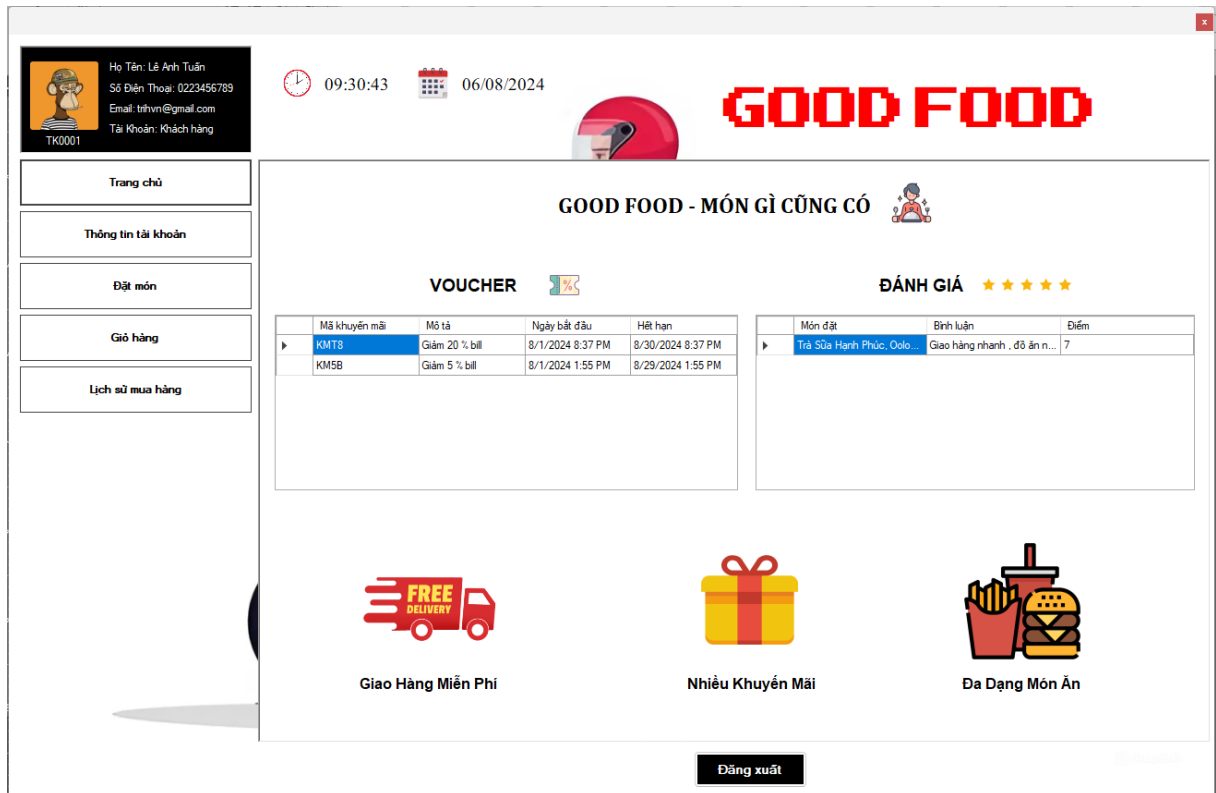 x
Họ Tên: Lê Anh Tuấn
Số Điện Thoại: 0223456789
Email: trihvn@gmail.com
Tài Khoản: Khách hàng
TK0001
09:30:43 06/08/2024
GOOD FOOD
Trang chủ
Thông tin tài khoản
Đặt món
Giỏ hàng
Lịch sử mua hàng
GOOD FOOD - MÓN GÌ CŨNG CÓ
VOUCHER %
Mã khuyến mãi Mô tả Ngày bắt đầu Hết hạn
KMT8 Giảm 20 % bill 8/1/2024 8:37 PM 8/30/2024 8:37 PM
KM5B Giảm 5 % bill 8/1/2024 1:55 PM 8/29/2024 1:55 PM
ĐÁNH GIÁ
Món đặt Bình luận Điểm
Trà Sữa Hạnh Phúc, Oolo... Giao hàng nhanh , đồ ăn n... 7
FREE
DELIVERY
Giao Hàng Miễn Phí
Nhiều Khuyến Mãi
Đa Dạng Món Ăn
Đăng xuất